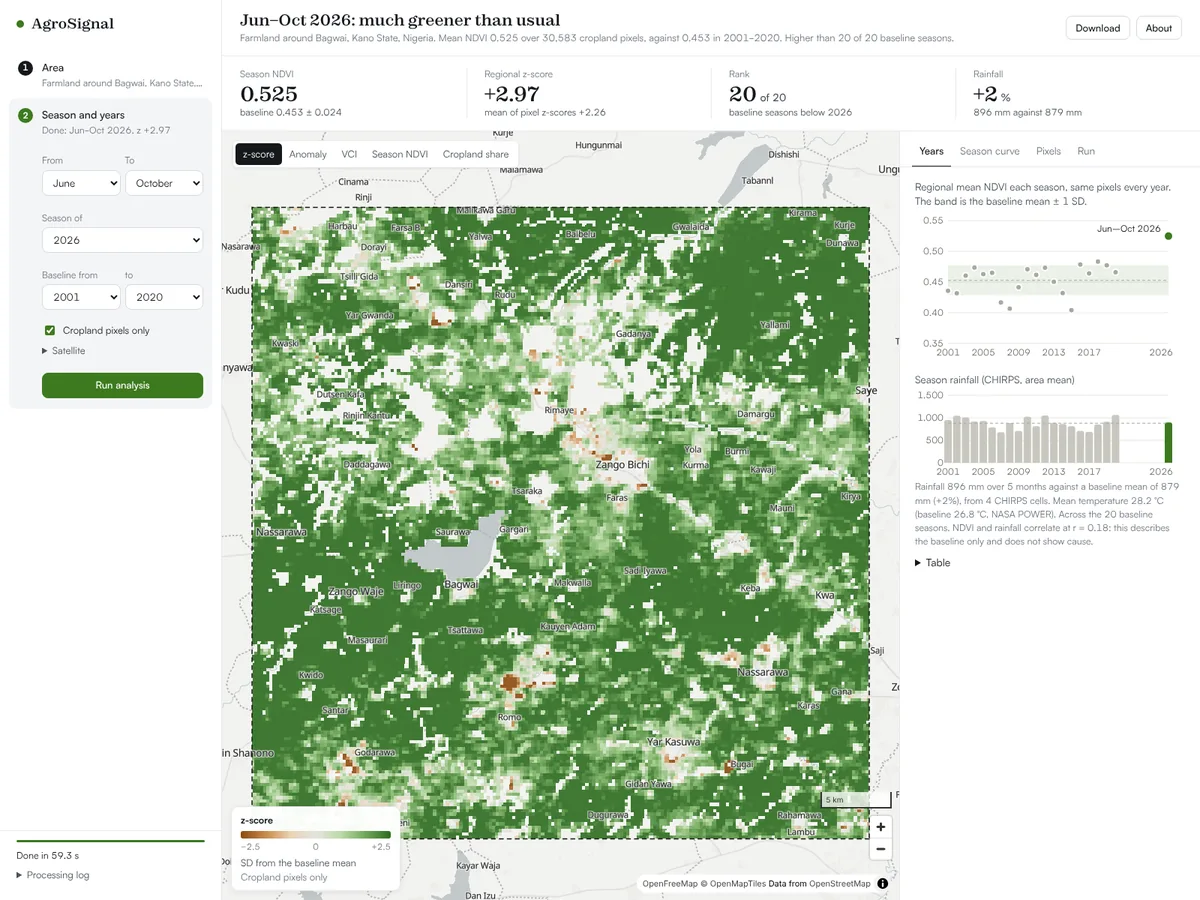 AgroSignal
1 Area
Farmland around Bagwai, Kano State,...
2 Season and years
Done: Jun–Oct 2026, z +2.97
From To
June October
Season of
2026
Baseline from to
2001 2020
Cropland pixels only
Satellite
Run analysis
Done in 59.3 s
Processing log
Jun–Oct 2026: much greener than usual
Farmland around Bagwai, Kano State, Nigeria. Mean NDVI 0.525 over 30,583 cropland pixels, against 0.453 in 2001–2020. Higher than 20 of 20 baseline seasons.
Download About
Season NDVI
0.525
baseline 0.453 ± 0.024
Regional z-score
+2.97
mean of pixel z-scores +2.26
Rank
20 of 20
baseline seasons below 2026
Rainfall
+2 %
896 mm against 879 mm
z-score Anomaly VCI Season NDVI Cropland share
Kurje
Hungunmai
Dishishi
Malamawa
Ungu
Cinama
Tabannl
Rinji
Malikawa Gafu
Kirama
Harbau
Farsa B
Gwalaida
Kurje
Yalwa
Baibelu
Dunawa
Nasarawa
Dorayi
Tsilli Gida
Dansiri
Kudu
Rudu
Yar Gwanda
Yallami
Gadanya
Kwaski
nyawa
Dutsen Kafa
Saye
Rinjin Kantu
Rimaye
Damargu
Yola
Burmi
Daddagawa
Zango Bichi
Kurma
Kawaji
Tsaraka
Faras
Kirya
Mauni
Nassarawa
Saurawa
Gargari
Sadi Iyawa
Liringo
Bagwai
Makwalla
Keba
Zango Waje
Kwa
Katsage
Tsattawa
Kauyen Adam
Masaurari
Saji
Kwido
Nassarawa
Gana
Santar
Karas
Romo
Yar Kasuwa
in Shanono
Godarawa
Bugai
Gidan Yawa
5 km
Dugurawa
Rahamawa
Lambu
Kayar Waja
Dan Izu
z-score
−2.5 0 +2.5
SD from the baseline mean
Cropland pixels only
+
−
OpenFreeMap © OpenMapTiles Data from OpenStreetMap
Years Season curve Pixels Run
Regional mean NDVI each season, same pixels every year.
The band is the baseline mean ± 1 SD.
0.55
Jun–Oct 2026
0.50
0.45
0.40
0.35
2001 2005 2009 2013 2017 2026
Season rainfall (CHIRPS, area mean)
1.500
1.000
500
0
2001 2005 2009 2013 2017 2026
Rainfall 896 mm over 5 months against a baseline mean of 879
mm (+2%), from 4 CHIRPS cells. Mean temperature 28.2 °C
(baseline 26.8 °C, NASA POWER). Across the 20 baseline
seasons, NDVI and rainfall correlate at r = 0.18; this describes
the baseline only and does not show cause.
Table